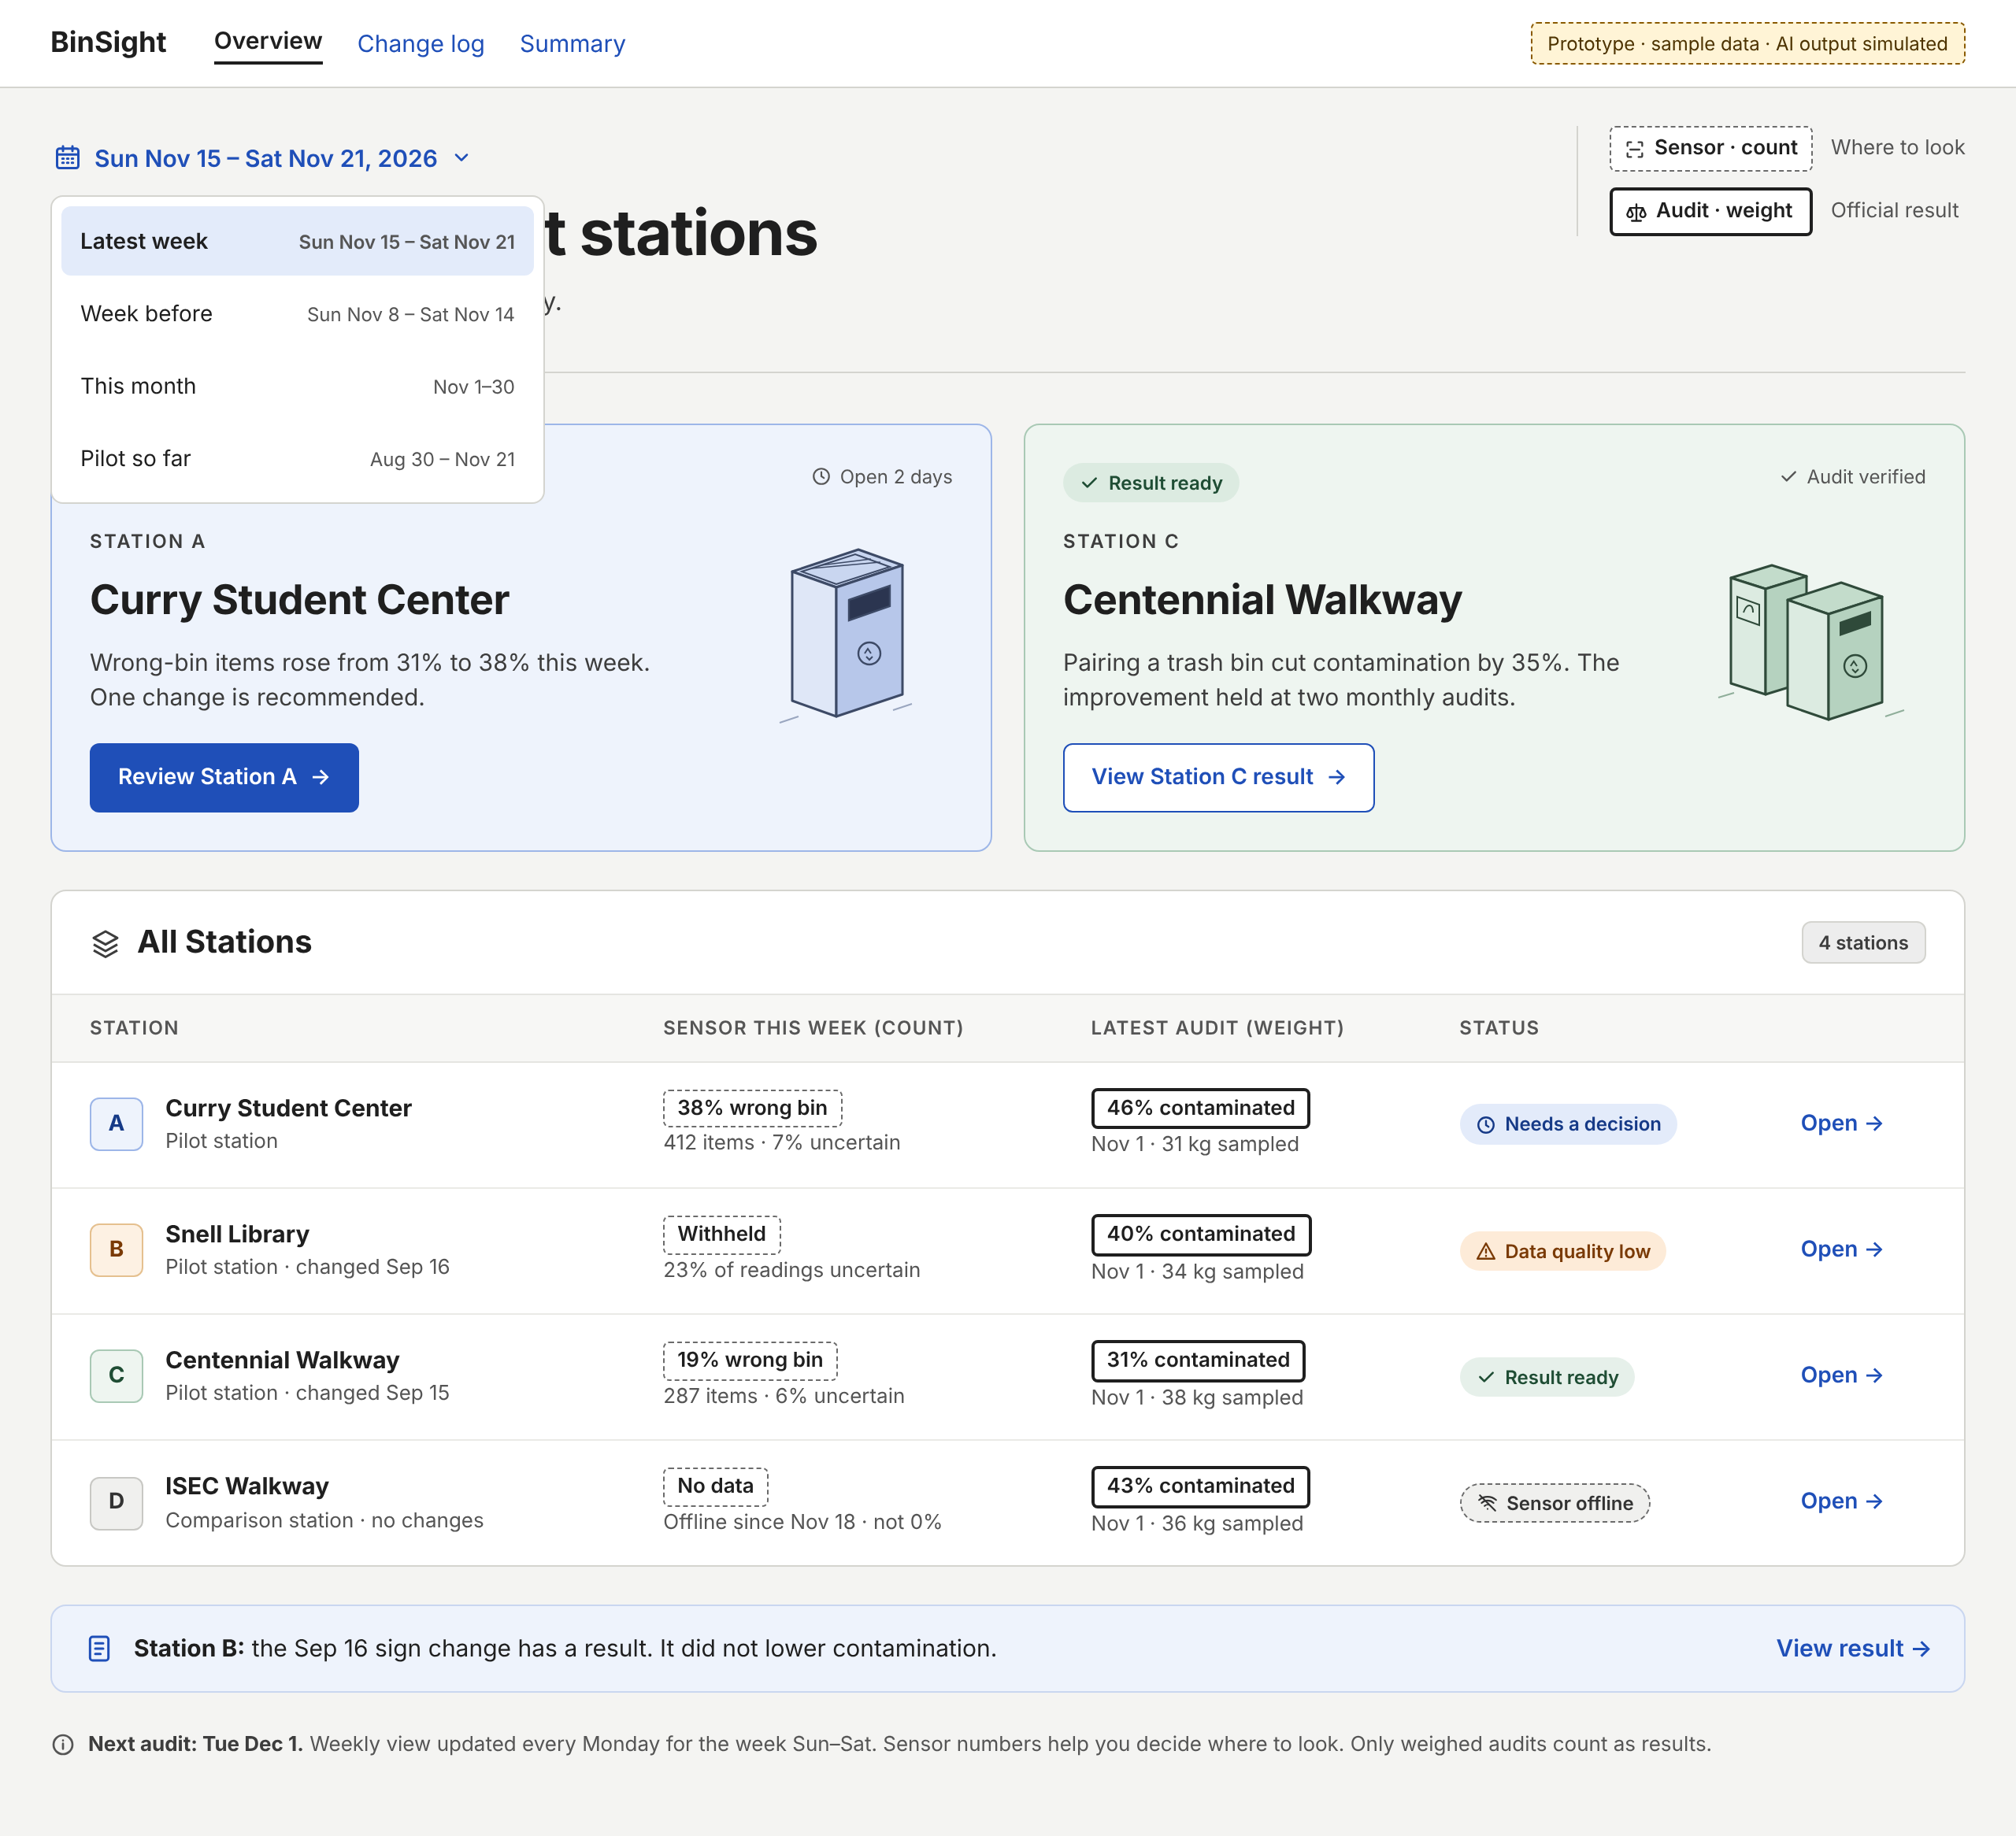 BinSight
Overview
Change log
Summary
Prototype · sample data · AI output simulated
Sun Nov 15 – Sat Nov 21, 2026
Sensor · count
Where to look
Audit · weight
Official result
Latest week
Sun Nov 15 – Sat Nov 21
Week before
Sun Nov 8 – Sat Nov 14
This month
Nov 1–30
Pilot so far
Aug 30 – Nov 21
t stations
y.
Open 2 days
STATION A
Curry Student Center
Wrong-bin items rose from 31% to 38% this week.
One change is recommended.
Review Station A →
Result ready
Audit verified
STATION C
Centennial Walkway
Pairing a trash bin cut contamination by 35%. The
improvement held at two monthly audits.
View Station C result →
All Stations
4 stations
STATION
SENSOR THIS WEEK (COUNT)
LATEST AUDIT (WEIGHT)
STATUS
A
Curry Student Center
Pilot station
38% wrong bin
412 items · 7% uncertain
46% contaminated
Nov 1 · 31 kg sampled
Needs a decision
Open →
B
Snell Library
Pilot station · changed Sep 16
Withheld
23% of readings uncertain
40% contaminated
Nov 1 · 34 kg sampled
Data quality low
Open →
C
Centennial Walkway
Pilot station · changed Sep 15
19% wrong bin
287 items · 6% uncertain
31% contaminated
Nov 1 · 38 kg sampled
Result ready
Open →
D
ISEC Walkway
Comparison station · no changes
No data
Offline since Nov 18 · not 0%
43% contaminated
Nov 1 · 36 kg sampled
Sensor offline
Open →
Station B: the Sep 16 sign change has a result. It did not lower contamination.
View result →
Next audit: Tue Dec 1. Weekly view updated every Monday for the week Sun–Sat. Sensor numbers help you decide where to look. Only weighed audits count as results.